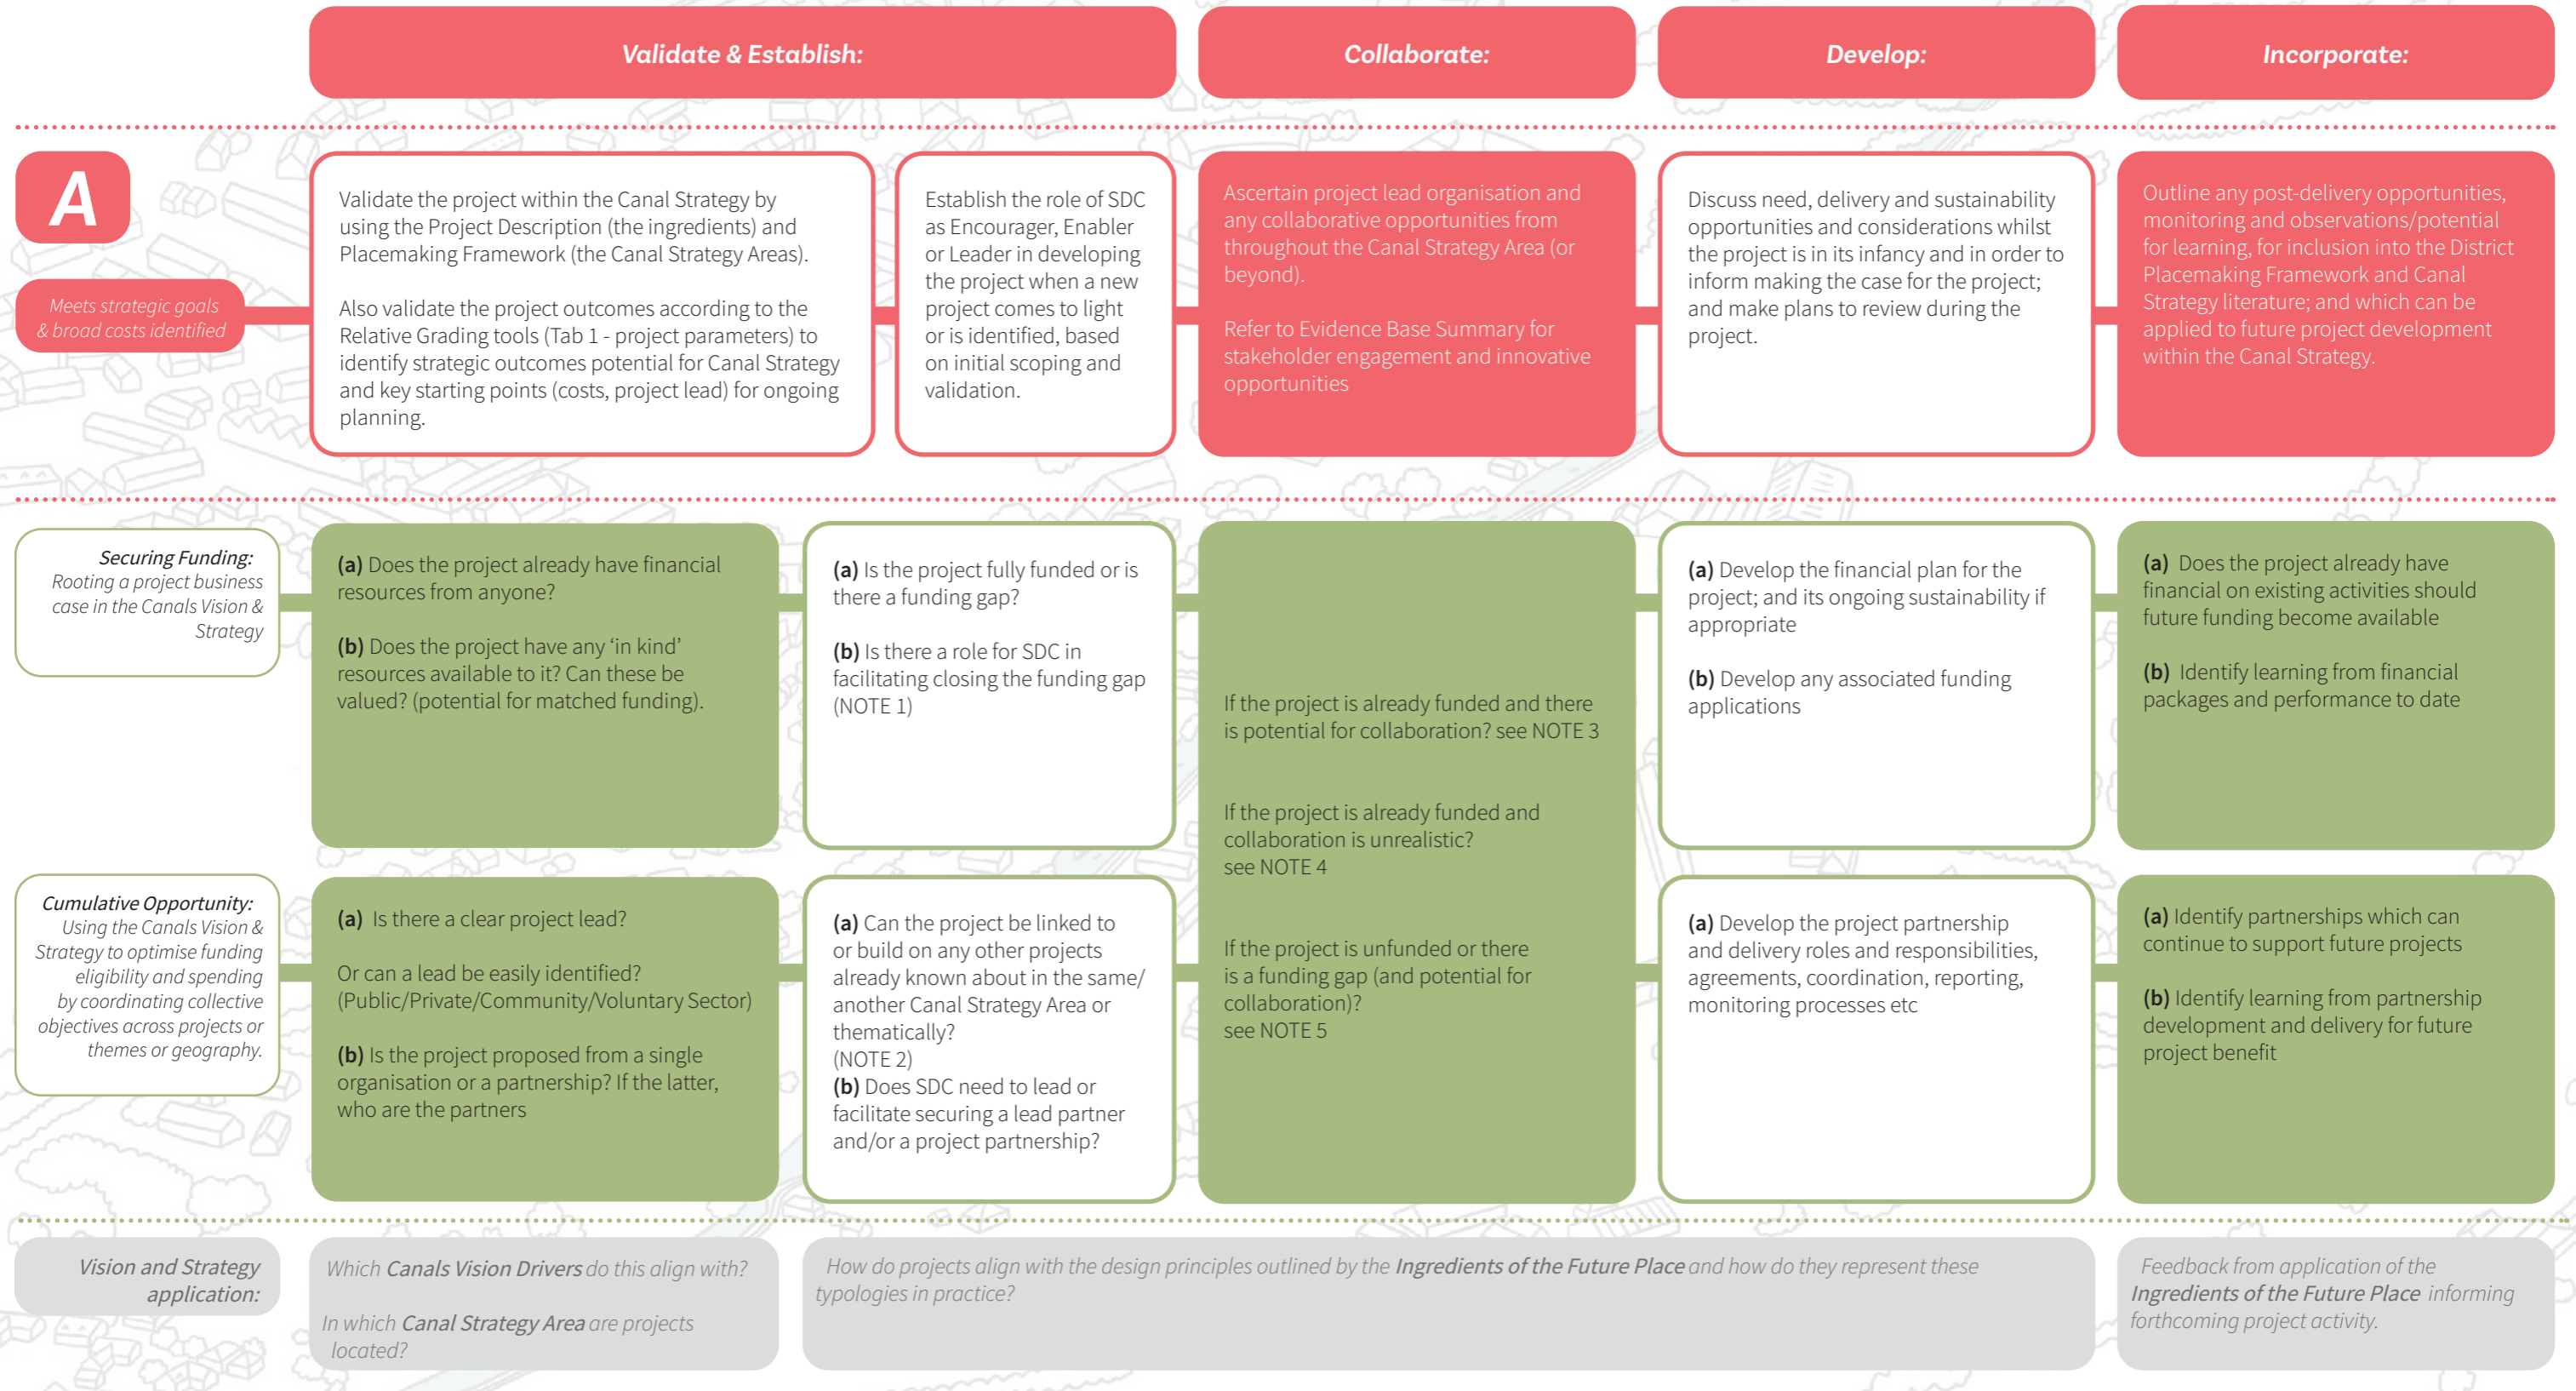 Validate & Establish:
Collaborate:
Develop:
Incorporate:
A
Meets strategic goals
& broad costs identified
Validate the project within the Canal Strategy by
using the Project Description (the ingredients) and
Placemaking Framework (the Canal Strategy Areas).
Also validate the project outcomes according to the
Relative Grading tools (Tab 1 - project parameters) to
identify strategic outcomes potential for Canal Strategy
and key starting points (costs, project lead) for ongoing
planning.
Establish the role of SDC
as Encourager, Enabler
or Leader in developing
the project when a new
project comes to light
or is identified, based
on initial scoping and
validation.
Ascertain project lead organisation and
any collaborative opportunities from
throughout the Canal Strategy Area (or
beyond).
Refer to Evidence Base Summary for
stakeholder engagement and innovative
opportunities
Discuss need, delivery and sustainability
opportunities and considerations whilst
the project is in its infancy and in order to
inform making the case for the project;
and make plans to review during the
project.
Outline any post-delivery opportunities,
monitoring and observations/potential
for learning, for inclusion into the District
Placemaking Framework and Canal
Strategy literature; and which can be
applied to future project development
within the Canal Strategy.
Securing Funding:
Rooting a project business
case in the Canals Vision &
Strategy
(a) Does the project already have financial
resources from anyone?
(b) Does the project have any ‘in kind’
resources available to it? Can these be
valued? (potential for matched funding).
(a) Is the project fully funded or is
there a funding gap?
(b) Is there a role for SDC in
facilitating closing the funding gap
(NOTE 1)
If the project is already funded and there
is potential for collaboration? see NOTE 3
If the project is already funded and
collaboration is unrealistic?
see NOTE 4
If the project is unfunded or there
is a funding gap (and potential for
collaboration)?
see NOTE 5
(a) Develop the financial plan for the
project; and its ongoing sustainability if
appropriate
(b) Develop any associated funding
applications
(a) Does the project already have
financial on existing activities should
future funding become available
(b) Identify learning from financial
packages and performance to date
Cumulative Opportunity:
Using the Canals Vision &
Strategy to optimise funding
eligibility and spending
by coordinating collective
objectives across projects or
themes or geography.
(a) Is there a clear project lead?
Or can a lead be easily identified?
(Public/Private/Community/Voluntary Sector)
(b) Is the project proposed from a single
organisation or a partnership? If the latter,
who are the partners
(a) Can the project be linked to
or build on any other projects
already known about in the same/
another Canal Strategy Area or
thematically?
(NOTE 2)
(b) Does SDC need to lead or
facilitate securing a lead partner
and/or a project partnership?
(a) Develop the project partnership
and delivery roles and responsibilities,
agreements, coordination, reporting,
monitoring processes etc
(a) Identify partnerships which can
continue to support future projects
(b) Identify learning from partnership
development and delivery for future
project benefit
Vision and Strategy
application:
Which Canals Vision Drivers do this align with?
In which Canal Strategy Area are projects
located?
How do projects align with the design principles outlined by the Ingredients of the Future Place and how do they represent these
typologies in practice?
Feedback from application of the
Ingredients of the Future Place informing
forthcoming project activity.